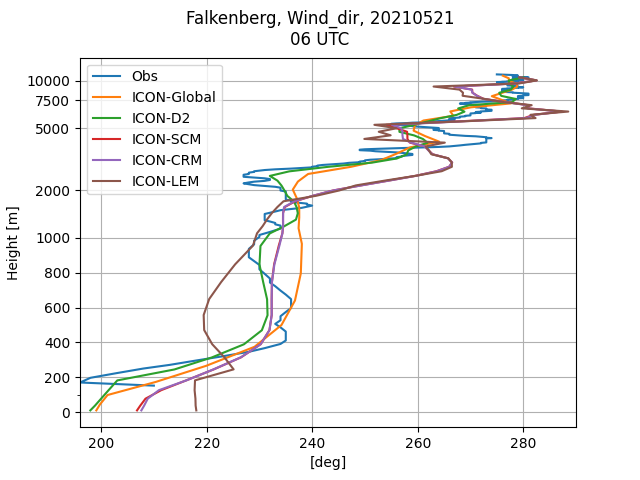 Falkenberg, Wind_dir, 20210521
06 UTC
Obs
ICON-Global
ICON-D2
ICON-SCM
ICON-CRM
ICON-LEM
Height [m]
10000
7500
5000
2000
1000
800
600
400
200
0
200
220
240
260
280
[deg]